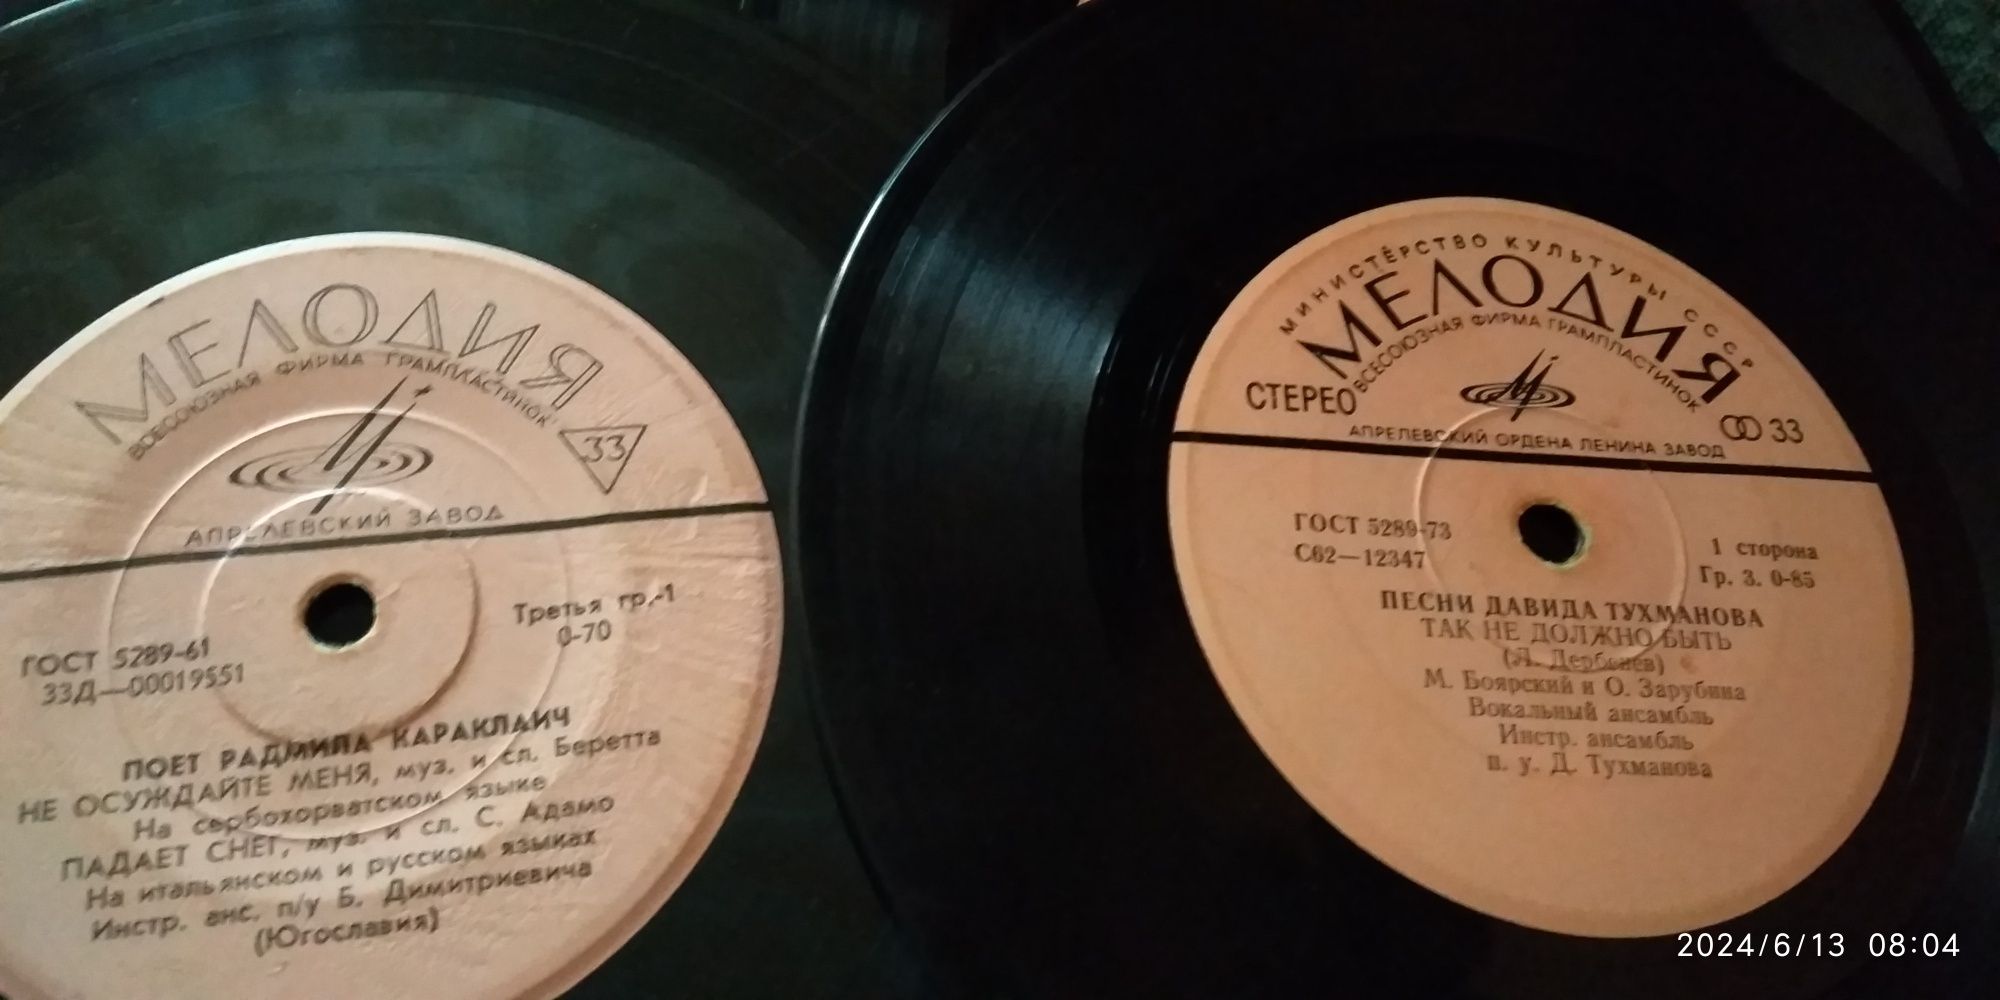 МЕЛОДИЯ
ВСЕСОЮЗНАЯ ФИРМА ГРАМПЛАСТИНОК
33
АПРЕЛЕВСКИЙ ЗАВОД
ГОСТ 5289-61
33Д—00019551
Третья гр.-1
0-70
ПОЕТ РАДМИЛА КАРАКЛАИЧ
НЕ ОСУЖДАЙТЕ МЕНЯ, муз. и сл. Беретта
На сербохорватском языке
ПАДАЕТ СНЕГ, муз. и сл. С. Адамо
На итальянском и русском языках
Инстр. анс. п/у Б. Димитриевича
(Югославия)
МИНИСТЕРСТВО КУЛЬТУРЫ СССР
МЕЛОДИЯ
ВСЕСОЮЗНАЯ ФИРМА ГРАМПЛАСТИНОК
СТЕРЕО
33
АПРЕЛЕВСКИЙ ОРДЕНА ЛЕНИНА ЗАВОД
ГОСТ 5289-73
С62—12347
1 сторона
Гр. 3. 0-85
ПЕСНИ ДАВИДА ТУХМАНОВА
ТАК НЕ ДОЛЖНО БЫТЬ
(Л. Дербенев)
М. Боярский и О. Зарубина
Вокальный ансамбль
Инстр. ансамбль
п. у. Д. Тухманова
2024/6/13 08:04